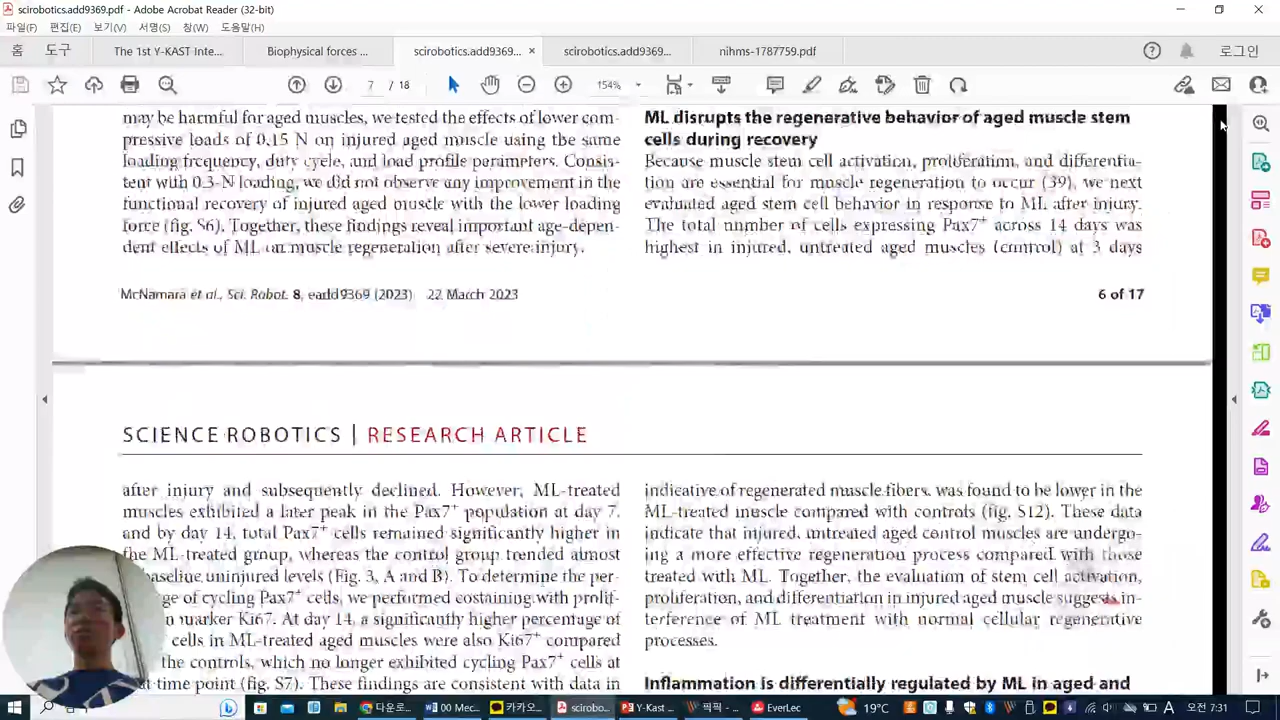 scirobotics.add9369.pdf - Adobe Acrobat Reader (32-bit)
파일(F) 편집(E) 보기(V) 서명(S) 창(W) 도움말(H)
홈 도구 The 1st Y-KAST Inte... Biophysical forces ... scirobotics.add9369... × scirobotics.add9369... nihms-1787759.pdf 로그인
7 / 18 154%
may be harmful for aged muscles, we tested the effects of lower com-
pressive loads of 0.15 N on injured aged muscle using the same
loading frequency, duty cycle, and load profile parameters. Consis-
tent with 0.3-N loading, we did not observe any improvement in the
functional recovery of injured aged muscle with the lower loading
force (fig. S6). Together, these findings reveal important age-depen-
dent effects of ML on muscle regeneration after severe injury.
ML disrupts the regenerative behavior of aged muscle stem
cells during recovery
Because muscle stem cell activation, proliferation, and differentia-
tion are essential for muscle regeneration to occur (39), we next
evaluated aged stem cell behavior in response to ML after injury.
The total number of cells expressing Pax7+ across 14 days was
highest in injured, untreated aged muscles (control) at 3 days
McNamara et al., Sci. Robot. 8, eadd9369 (2023) 22 March 2023
6 of 17
SCIENCE ROBOTICS | RESEARCH ARTICLE
after injury and subsequently declined. However, ML-treated
muscles exhibited a later peak in the Pax7+ population at day 7,
and by day 14, total Pax7+ cells remained significantly higher in
the ML-treated group, whereas the control group trended almost
baseline uninjured levels (Fig. 3, A and B). To determine the per-
ge of cycling Pax7+ cells, we performed costaining with prolif-
n marker Ki67. At day 14, a significantly higher percentage of
cells in ML-treated aged muscles were also Ki67+ compared
the controls, which no longer exhibited cycling Pax7+ cells at
time point (fig. S7). These findings are consistent with data in
indicative of regenerated muscle fibers, was found to be lower in the
ML-treated muscle compared with controls (fig. S12). These data
indicate that injured, untreated aged control muscles are undergo-
ing a more effective regeneration process compared with those
treated with ML. Together, the evaluation of stem cell activation,
proliferation, and differentiation in injured aged muscle suggests in-
terference of ML treatment with normal cellular regenerative
processes.
Inflammation is differentially regulated by ML in aged and
검색 다운로... 00 Mec... 카카오... scirobo... Y-Kast ... 픽픽 - ... EverLec 19°C A 오전 7:31